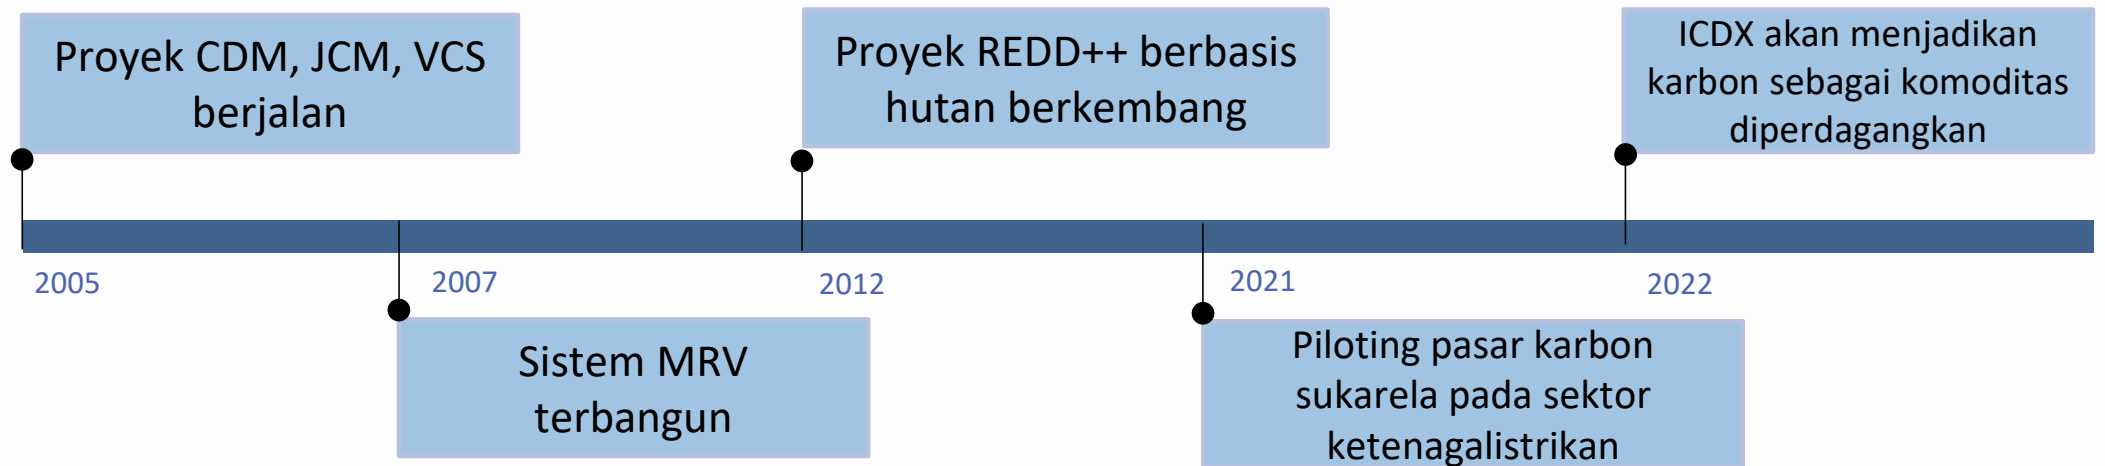 Proyek CDM, JCM, VCS
berjalan
Proyek REDD++ berbasis
hutan berkembang
ICDX akan menjadikan
karbon sebagai komoditas
diperdagangkan
2005
2007
2012
2021
2022
Sistem MRV
terbangun
Piloting pasar karbon
sukarela pada sektor
ketenagalistrikan